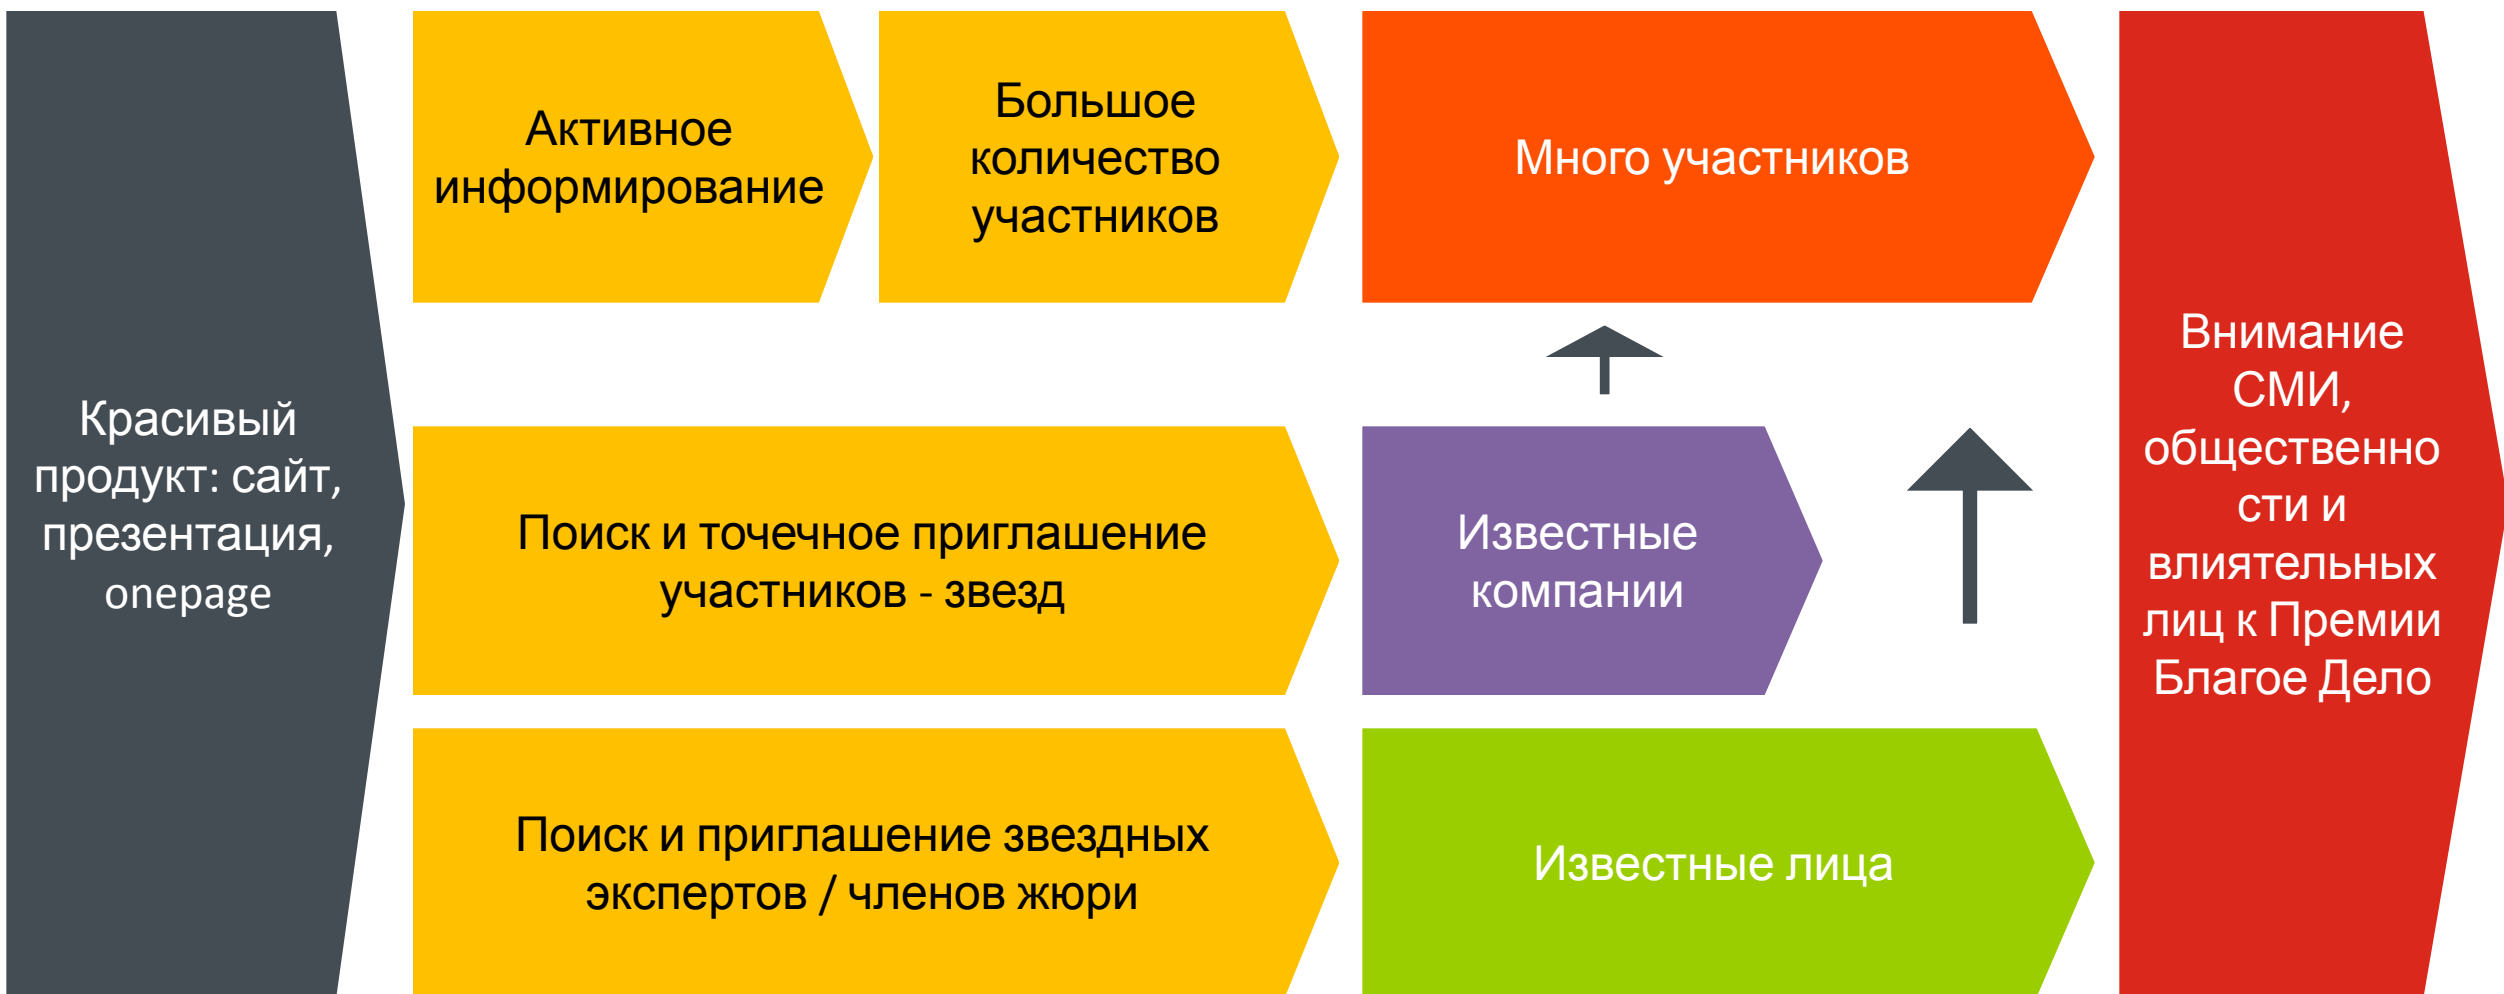 Красивый
продукт: сайт,
презентация,
onepage
Активное
информирование
Большое
количество
участников
Много участников
Поиск и точечное приглашение
участников - звезд
Известные
компании
Поиск и приглашение звездных
экспертов / членов жюри
Известные лица
Внимание
СМИ,
общественно
сти и
влиятельных
лиц к Премии
Благое Дело